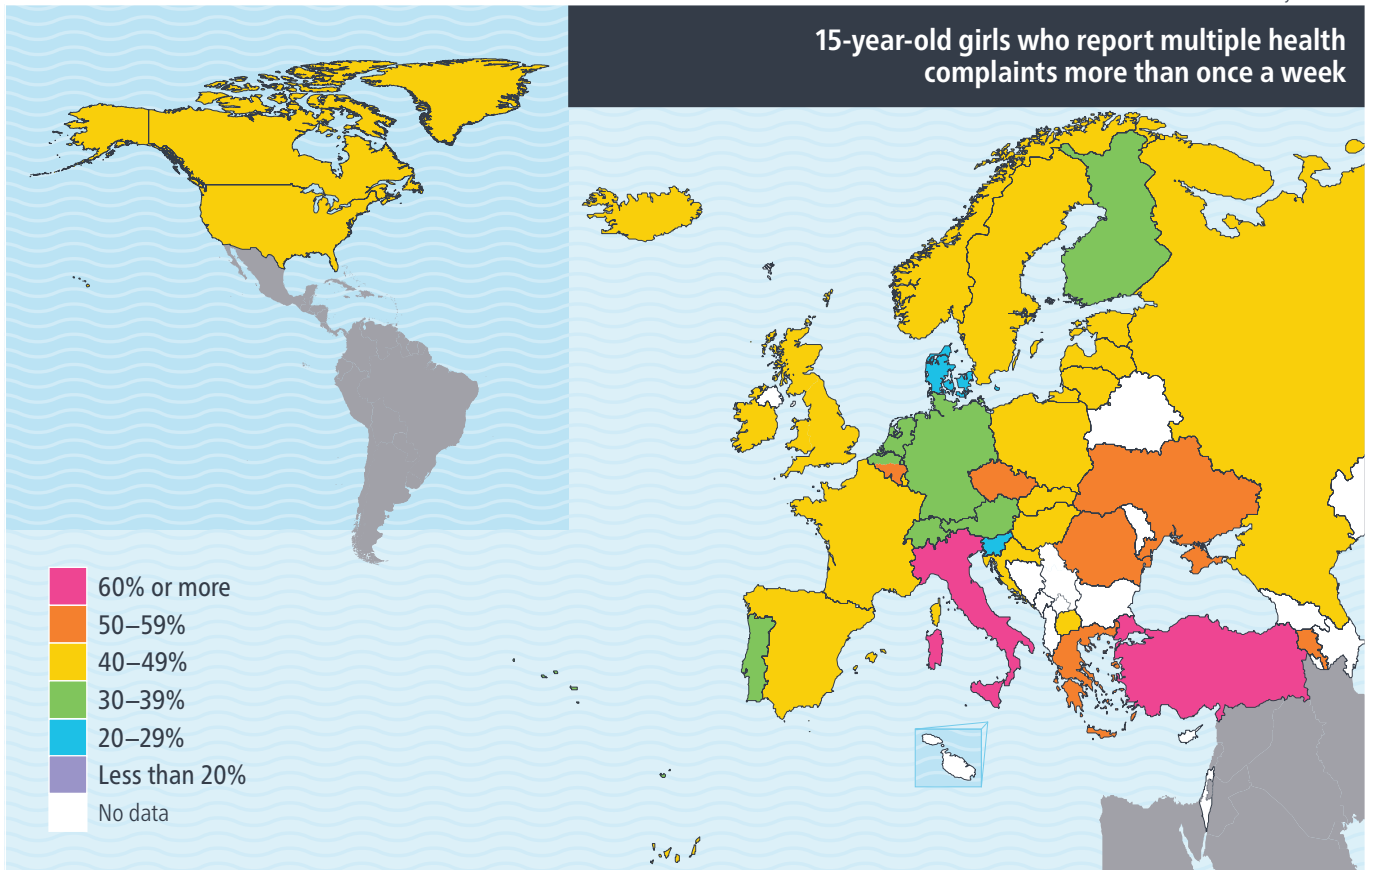 15-year-old girls who report multiple health
complaints more than once a week
60% or more
50–59%
40–49%
30–39%
20–29%
Less than 20%
No data